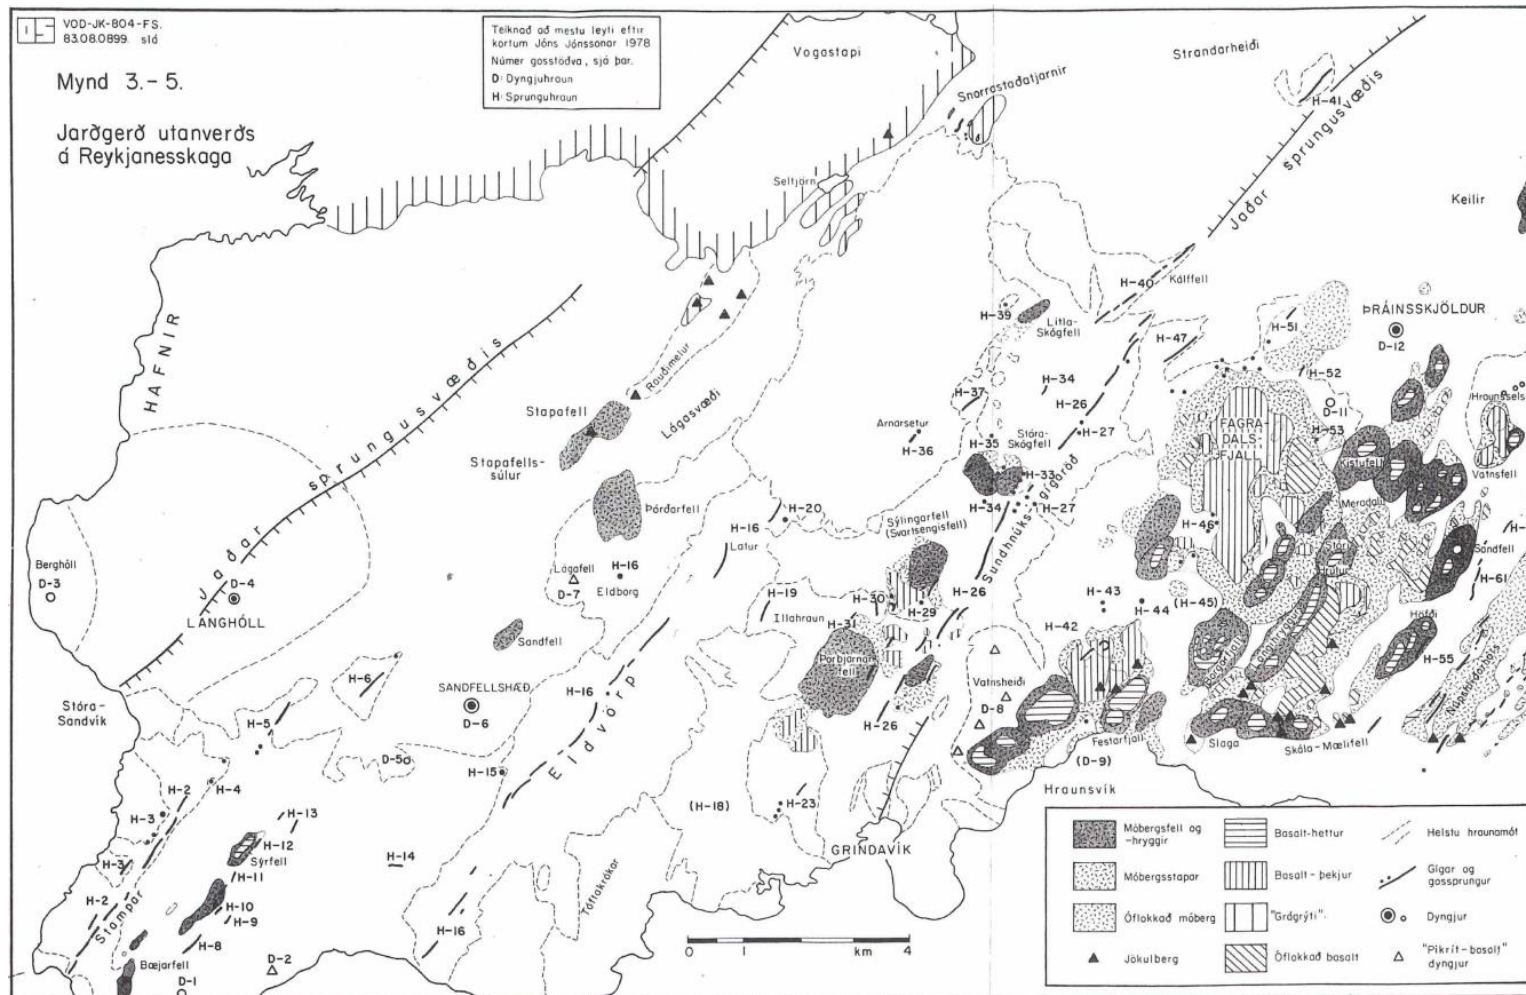 VOD-JK-804-FS.
83.08.0899. slá
Mynd 3.-5.
Jarðgerð utanverðs
á Reykjanesskaga
Teiknað að mestu leyti eftir
kortum Jóns Jónssonar 1978
Númer gosstöðva, sjá þar.
D: Dyngjuhraun
H: Sprunguhraun
Vogastapi
Strandarheiði
Snorrastaðatjarnir
H-41
Jaðar sprungusvæðis
Seltjörn
Keilir
HAFNIR
Kálffell
H-40
H-39
Litla-
Skógfell
H-47
H-51
ÞRÁINSSKJÖLDUR
D-12
Rauðimelur
Stapafell
Lágasvæði
Stapafells-
súlur
Jaðar sprungusvæðis
H-37
H-34
H-26
H-27
H-52
D-11
H-53
Hraunssels
Arnarsetur
H-36
H-35
Stóra-
Skógfell
H-33
FAGRA-
DALS-
FJALL
Kistufell
Vatnsfell
Meradalir
Þórðarfell
H-16
H-20
Latur
Sýlingarfell
(Svartsengisfell)
H-34
H-27
Sundhnúks-gígaröð
H-46
Stóri-
Sandfell
H-61
Berghóll
D-3
D-4
LANGHÓLL
Lágafell
D-7
H-16
Eldborg
H-19
Illahraun
H-30
H-29
H-31
H-26
H-43
H-44
(H-45)
H-42
Höfði
Sandfell
Þorbjarnar
fell
H-55
Stóra-
Sandvík
H-6
SANDFELLSHÆÐ
D-6
H-16
Eldvörp
H-5
Vatnsheiði
D-8
H-26
Festarfjall
(D-9)
Slaga
Skála-Mælifell
Núpshlíðarháls
D-5
H-15
(H-18)
H-23
Hraunsvík
H-2
H-4
H-3
H-13
H-12
Sýrfell
H-14
H-3
H-11
H-10
H-9
H-8
H-2
Stampar
Bæjarfell
D-1
D-2
H-16
Tóftakrókar
GRINDAVÍK
0 1 4
km
Móbergsfell og
-hryggir
Móbergsstapar
Óflokkað móberg
Jökulberg
Basalt-hettur
Basalt-þekjur
"Grágrýti".
Óflokkað basalt
Helstu hraunamót
Gígar og
gossprungur
Dyngjur
"Pikrít-basalt"
dyngjur